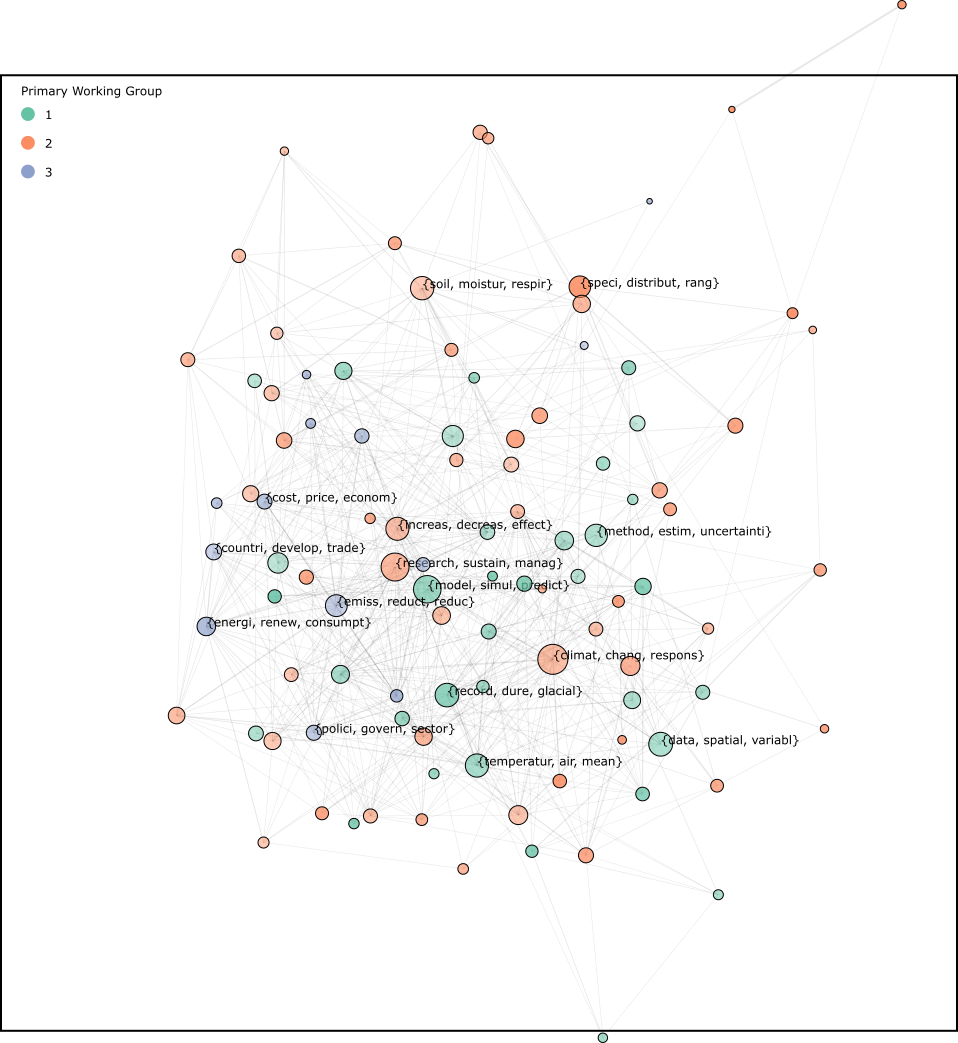 Primary Working Group
1
2
3
{soil, moistur, respir}
{speci, distribut, rang}
{cost, price, econom}
{increas, decreas, effect}
{method, estim, uncertainti}
{countri, develop, trade}
{research, sustain, manag}
{model, simul, predict}
{emiss, reduct, reduc}
{energi, renew, consumpt}
{climat, chang, respons}
{record, dure, glacial}
{polici, govern, sector}
{data, spatial, variabl}
{temperatur, air, mean}